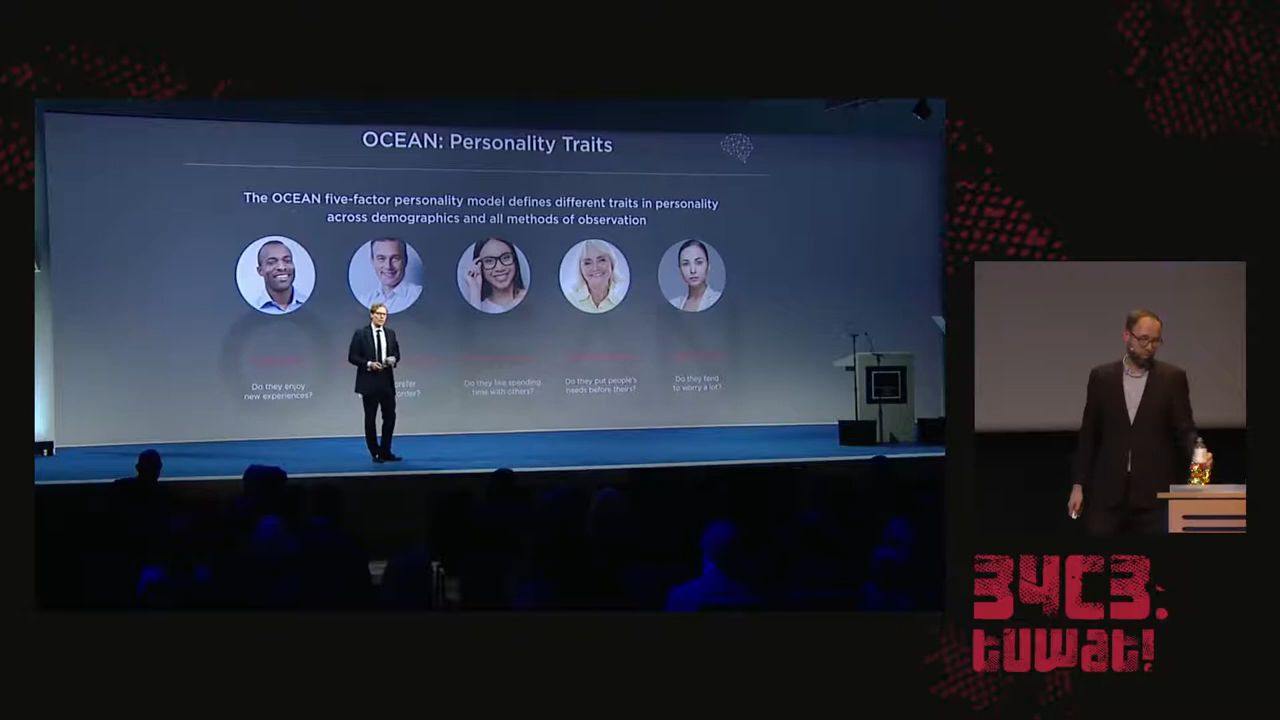 OCEAN: Personality Traits
The OCEAN five-factor personality model defines different traits in personality
across demographics and all methods of observation
Do they enjoy
new experiences?
prefer
order?
Do they like spending
time with others?
Do they put people's
needs before theirs?
Do they tend
to worry a lot?
34C3:
tuwat!